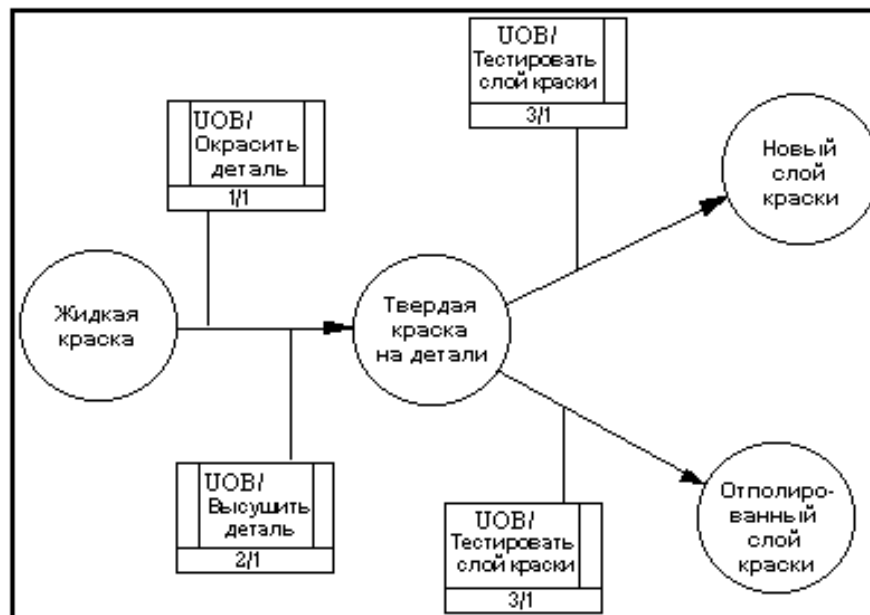 UOB/
Тестировать
слой краски
3/1
UOB/
Окрасить
деталь
1/1
Новый
слой
краски
Жидкая
краска
Твердая
краска
на детали
UOB/
Высушить
деталь
2/1
UOB/
Тестировать
слой краски
3/1
Отполиро-
ванный
слой
краски